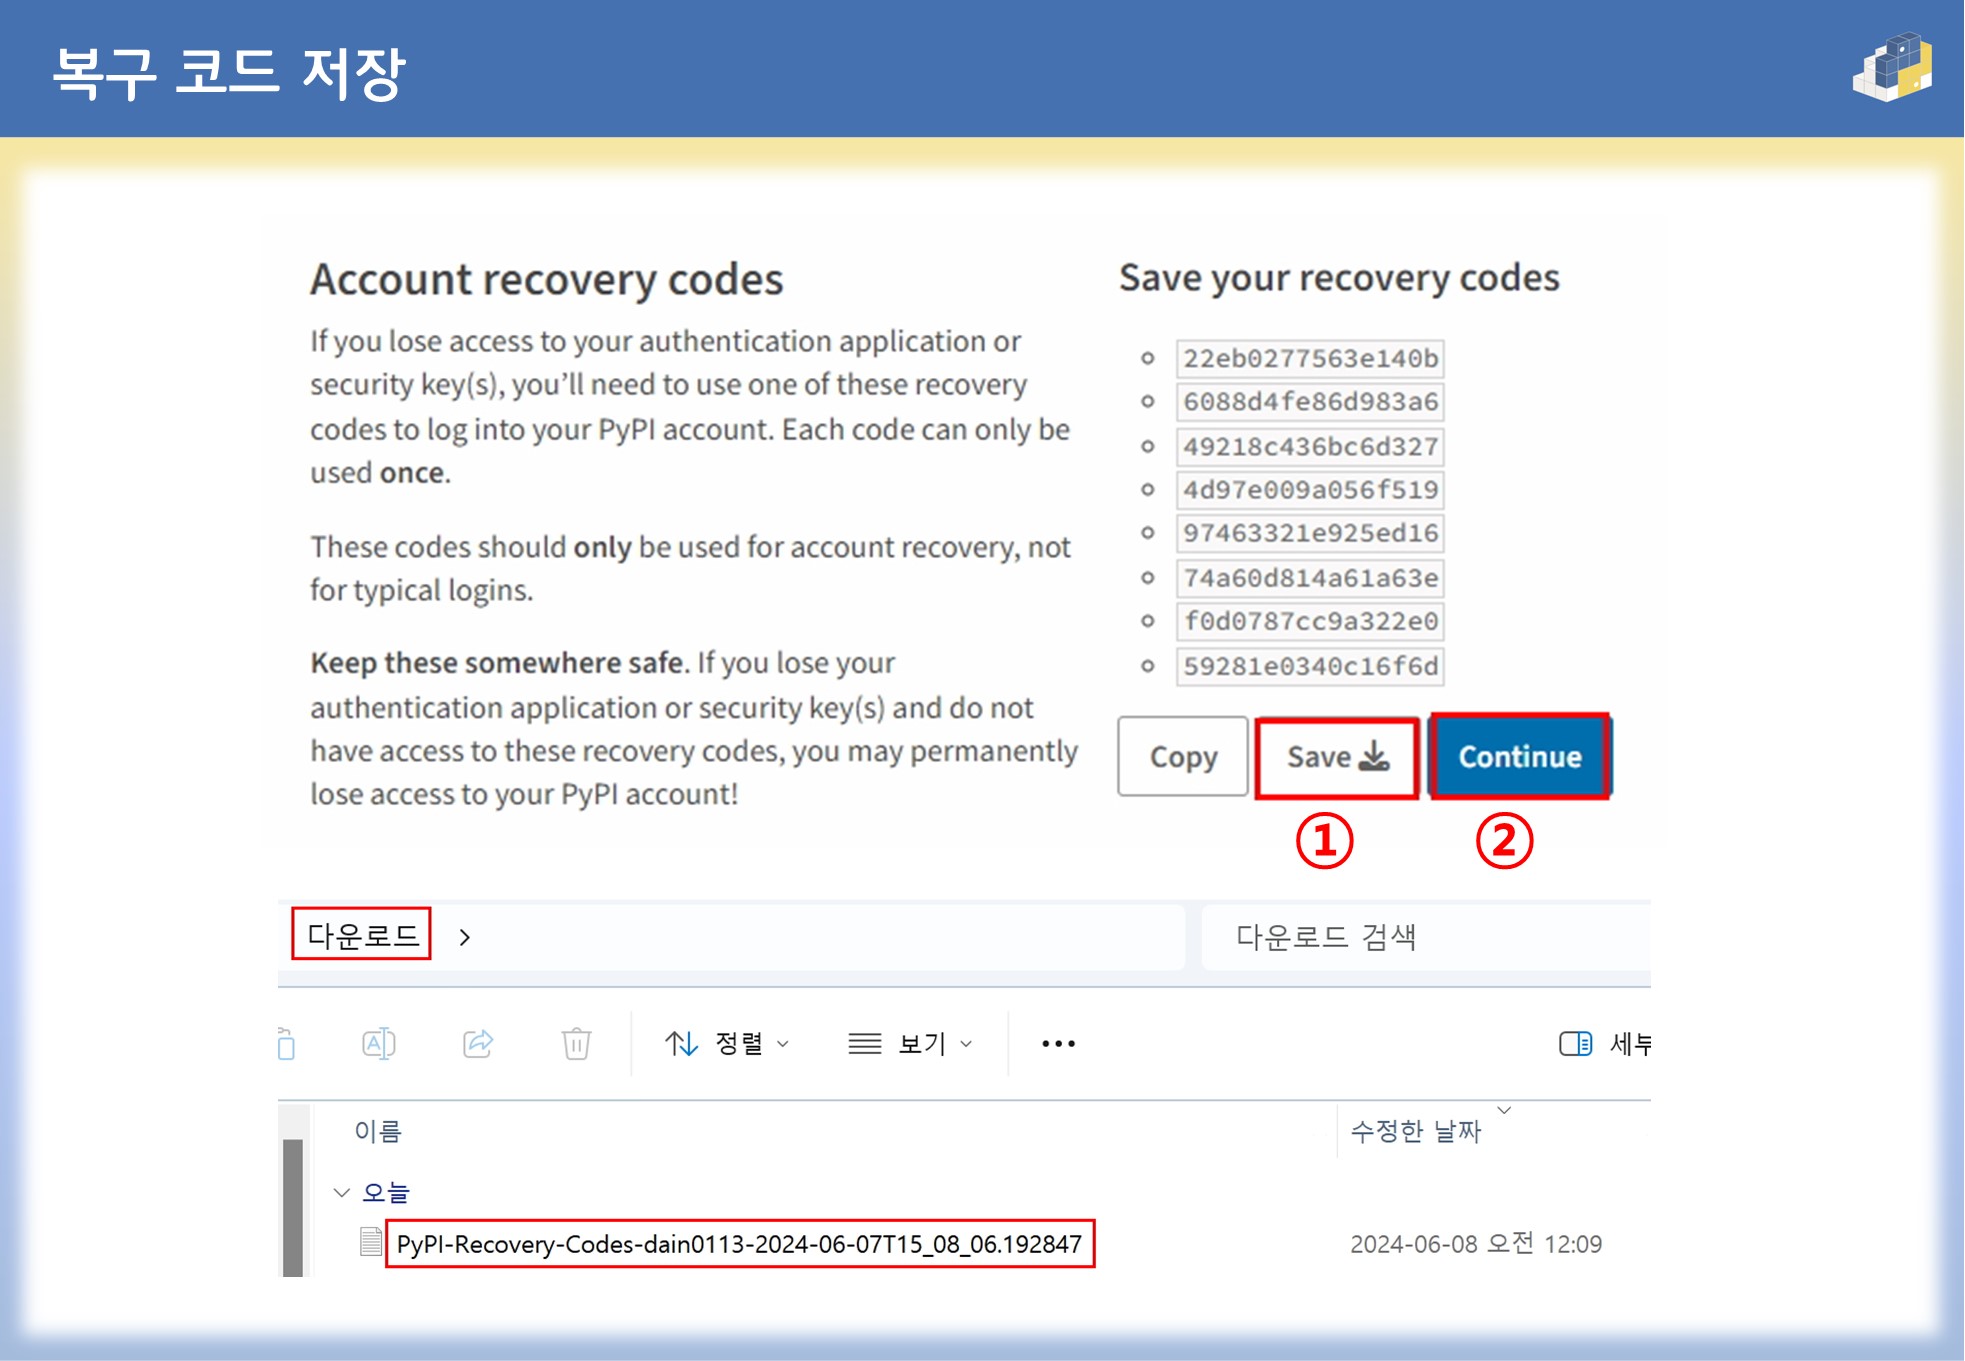 복구 코드 저장
Account recovery codes
If you lose access to your authentication application or
security key(s), you’ll need to use one of these recovery
codes to log into your PyPI account. Each code can only be
used once.
These codes should only be used for account recovery, not
for typical logins.
Keep these somewhere safe. If you lose your
authentication application or security key(s) and do not
have access to these recovery codes, you may permanently
lose access to your PyPI account!
Save your recovery codes
22eb0277563e140b
6088d4fe86d983a6
49218c436bc6d327
4d97e009a056f519
97463321e925ed16
74a60d814a61a63e
f0d0787cc9a322e0
59281e0340c16f6d
Copy Save Continue
① ②
다운로드 > 다운로드 검색
정렬 보기 ••• 세부
이름 수정한 날짜
오늘
PyPI-Recovery-Codes-dain0113-2024-06-07T15_08_06.192847 2024-06-08 오전 12:09